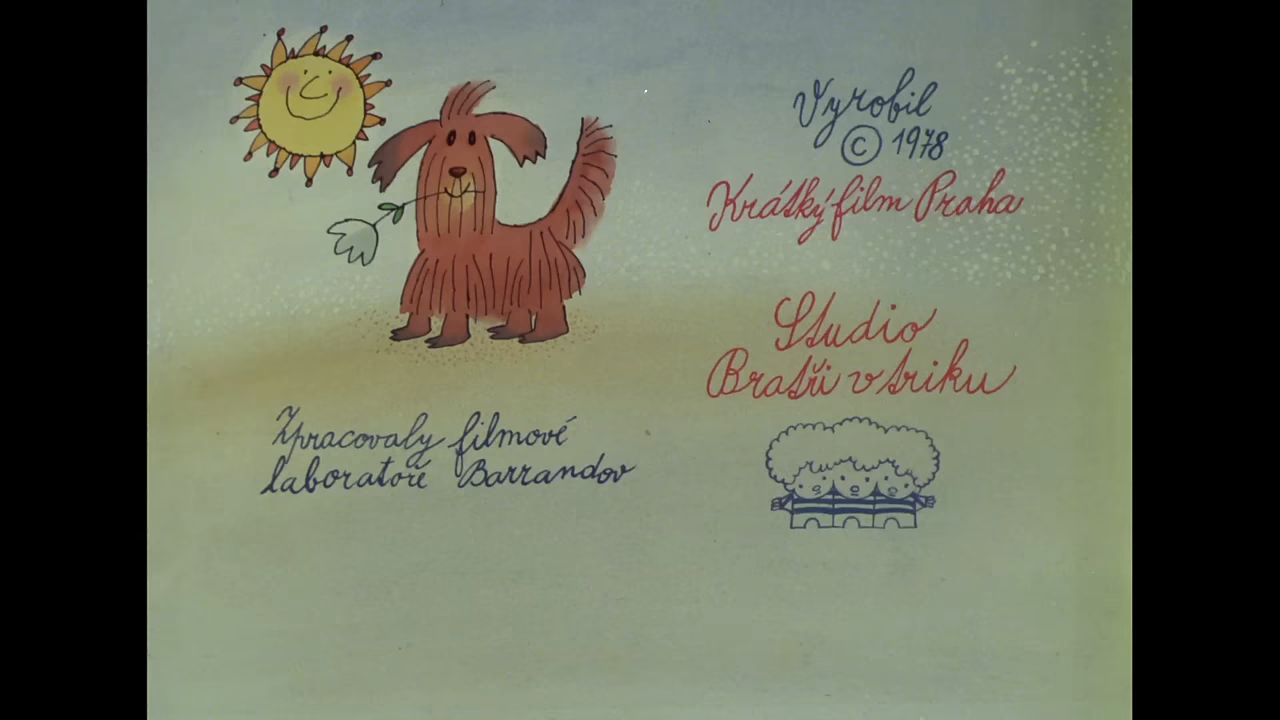 Vyrobil
© 1978
Krátký film Praha
Studio
Bratři v triku
Zpracovaly filmové
laboratoře Barrandov